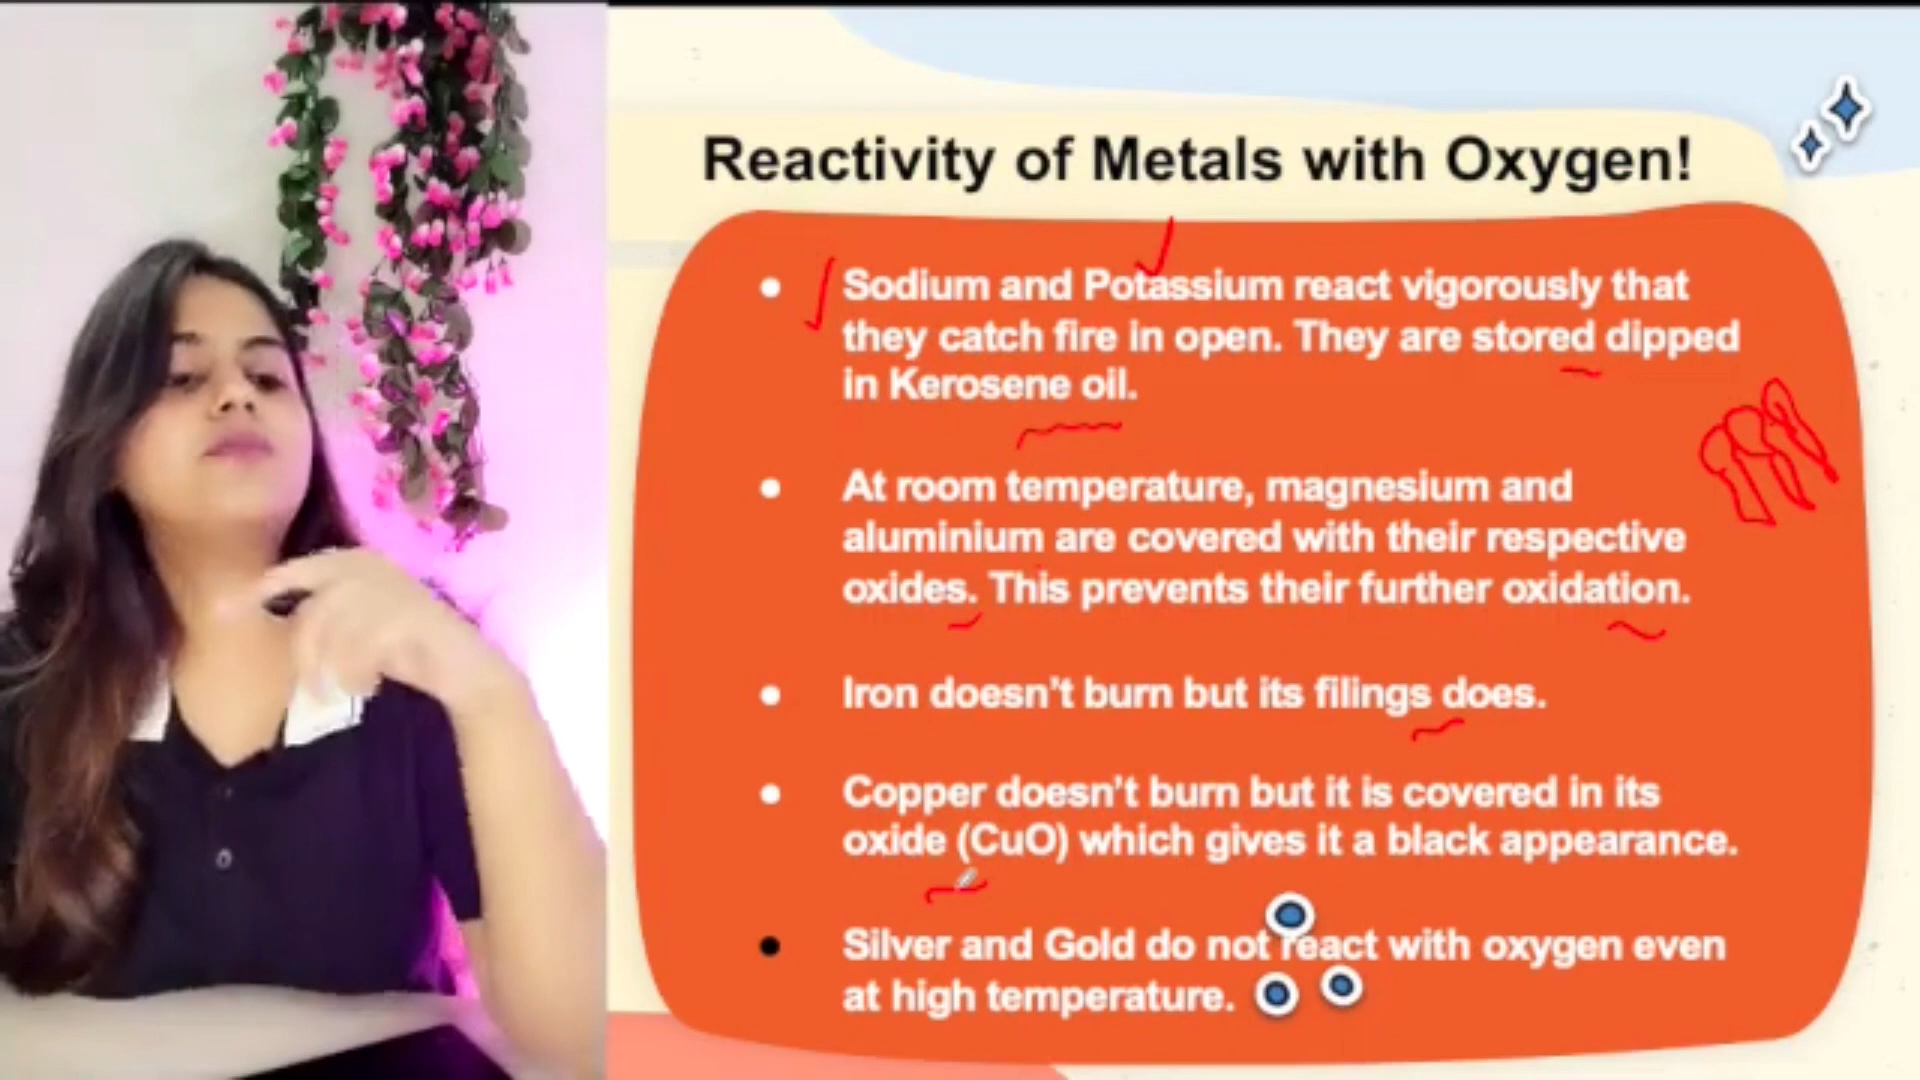 Reactivity of Metals with Oxygen!
• Sodium and Potassium react vigorously that
they catch fire in open. They are stored dipped
in Kerosene oil.
• At room temperature, magnesium and
aluminium are covered with their respective
oxides. This prevents their further oxidation.
• Iron doesn't burn but its filings does.
• Copper doesn't burn but it is covered in its
oxide (CuO) which gives it a black appearance.
• Silver and Gold do not react with oxygen even
at high temperature.